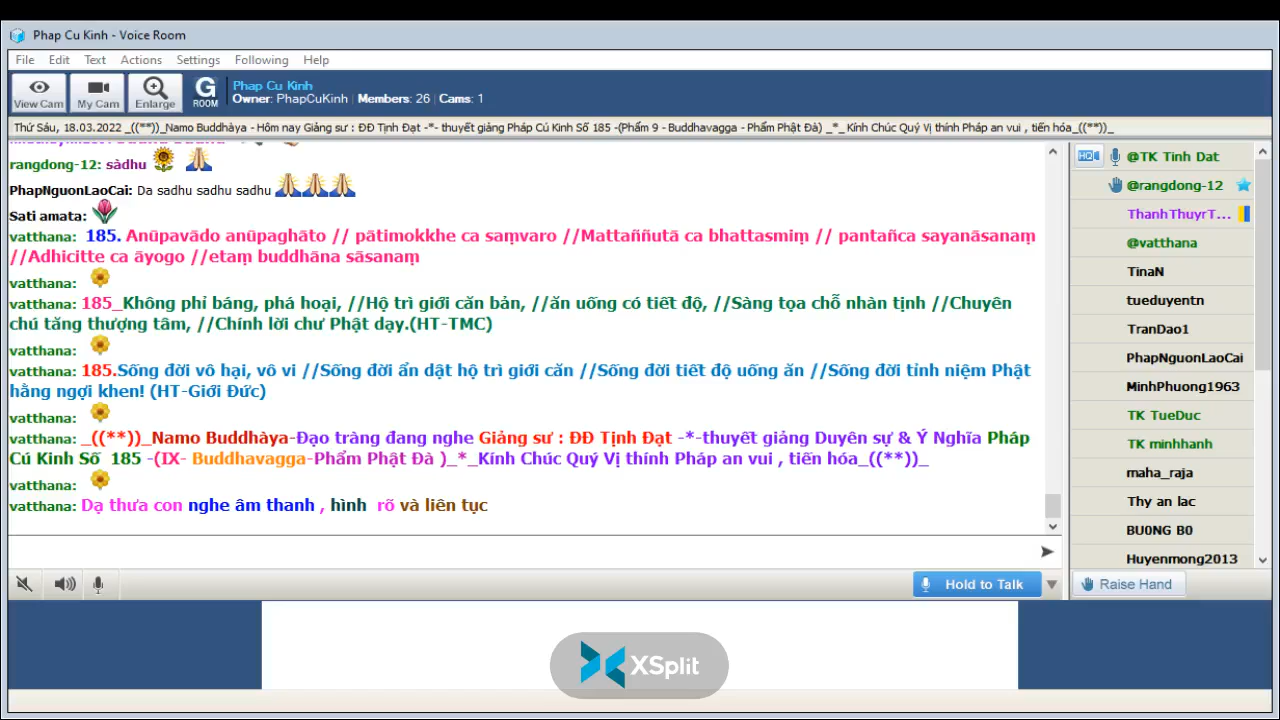 Phap Cu Kinh - Voice Room
File Edit Text Actions Settings Following Help
View Cam My Cam Enlarge G ROOM
Phap Cu Kinh
Owner: PhapCuKinh | Members: 26 | Cams: 1
Thứ Sáu, 18.03.2022 _((**))_Namo Buddhàya - Hôm nay Giảng sư : ĐĐ Tịnh Đạt -*- thuyết giảng Pháp Cú Kinh Số 185 -(Phẩm 9 - Buddhavagga - Phẩm Phật Đà) _*_ Kính Chúc Quý Vị thính Pháp an vui , tiến hóa_((**))_
rangdong-12: sàdhu
PhapNguonLaoCai: Da sadhu sadhu sadhu
Sati amata:
vatthana: 185. Anūpavādo anūpaghāto // pātimokkhe ca saṃvaro //Mattaññutā ca bhattasmiṃ // pantañca sayanāsanaṃ
//Adhicitte ca āyogo //etaṃ buddhāna sāsanaṃ
vatthana:
vatthana: 185_Không phỉ báng, phá hoại, //Hộ trì giới căn bản, //ăn uống có tiết độ, //Sàng tọa chỗ nhàn tịnh //Chuyên
chú tăng thượng tâm, //Chính lời chư Phật dạy.(HT-TMC)
vatthana:
vatthana: 185.Sống đời vô hại, vô vi //Sống đời ẩn dật hộ trì giới căn //Sống đời tiết độ uống ăn //Sống đời tỉnh niệm Phật
hằng ngợi khen! (HT-Giới Đức)
vatthana:
vatthana: _((**))_Namo Buddhàya-Đạo tràng đang nghe Giảng sư : ĐĐ Tịnh Đạt -*-thuyết giảng Duyên sự & Ý Nghĩa Pháp
Cú Kinh Số 185 -(IX- Buddhavagga-Phẩm Phật Đà )_*_Kính Chúc Quý Vị thính Pháp an vui , tiến hóa_((**))_
vatthana:
vatthana: Dạ thưa con nghe âm thanh , hình rõ và liên tục
Hold to Talk
@TK Tinh Dat
@rangdong-12
ThanhThuyrT...
@vatthana
TinaN
tueduyentn
TranDao1
PhapNguonLaoCai
MinhPhuong1963
TK TueDuc
TK minhhanh
maha_raja
Thy an lac
BU0NG B0
Huyenmong2013
Raise Hand
XSplit